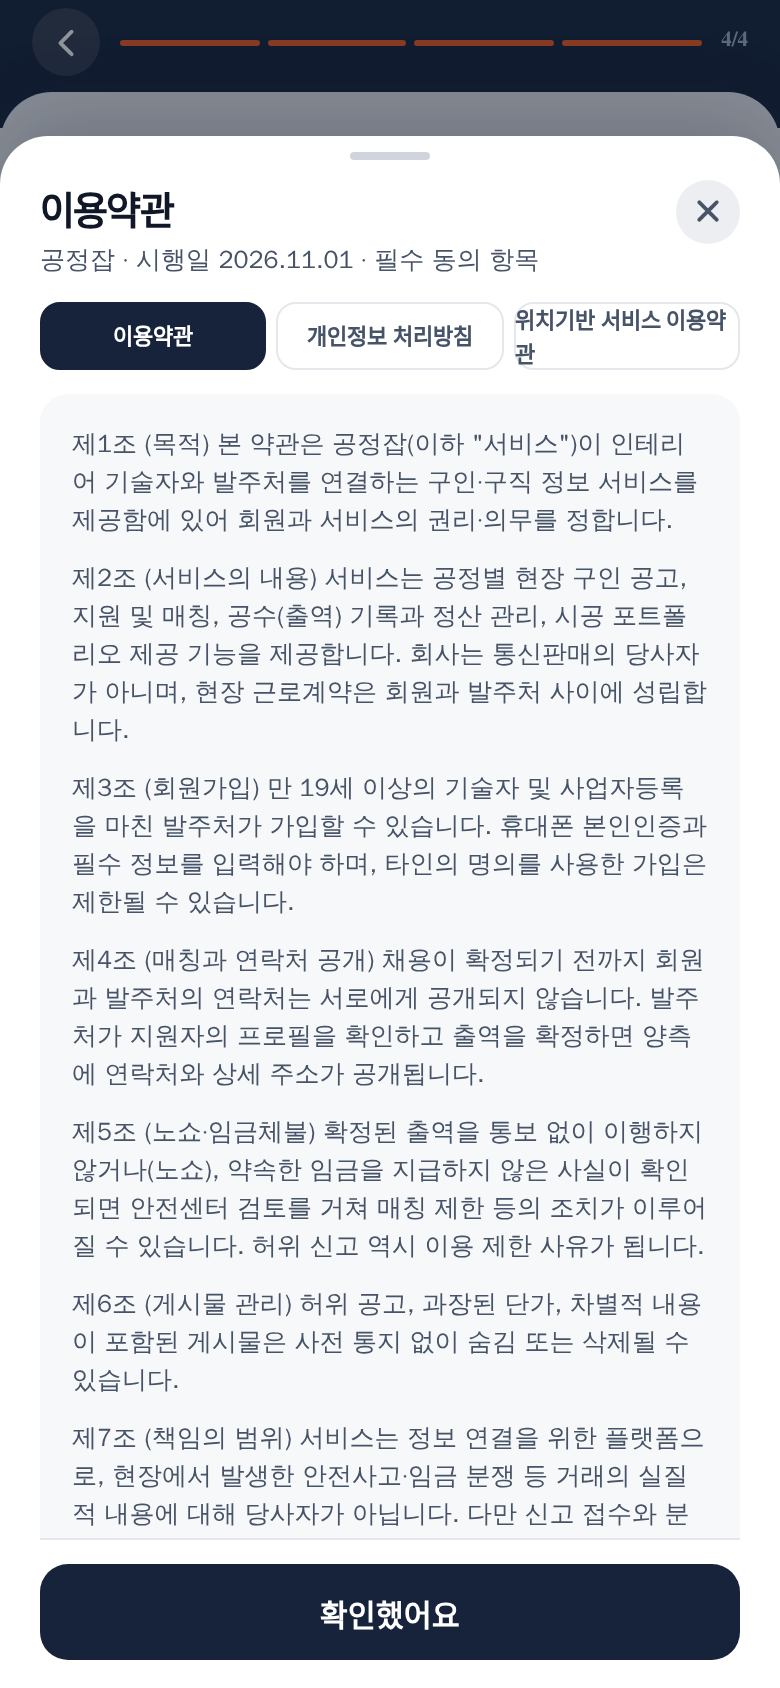 4/4
이용약관
공정잡 · 시행일 2026.11.01 · 필수 동의 항목
이용약관
개인정보 처리방침
위치기반 서비스 이용약
관
제1조 (목적) 본 약관은 공정잡(이하 "서비스")이 인테리
어 기술자와 발주처를 연결하는 구인·구직 정보 서비스를
제공함에 있어 회원과 서비스의 권리·의무를 정합니다.
제2조 (서비스의 내용) 서비스는 공정별 현장 구인 공고,
지원 및 매칭, 공수(출역) 기록과 정산 관리, 시공 포트폴
리오 제공 기능을 제공합니다. 회사는 통신판매의 당사자
가 아니며, 현장 근로계약은 회원과 발주처 사이에 성립합
니다.
제3조 (회원가입) 만 19세 이상의 기술자 및 사업자등록
을 마친 발주처가 가입할 수 있습니다. 휴대폰 본인인증과
필수 정보를 입력해야 하며, 타인의 명의를 사용한 가입은
제한될 수 있습니다.
제4조 (매칭과 연락처 공개) 채용이 확정되기 전까지 회원
과 발주처의 연락처는 서로에게 공개되지 않습니다. 발주
처가 지원자의 프로필을 확인하고 출역을 확정하면 양측
에 연락처와 상세 주소가 공개됩니다.
제5조 (노쇼·임금체불) 확정된 출역을 통보 없이 이행하지
않거나(노쇼), 약속한 임금을 지급하지 않은 사실이 확인
되면 안전센터 검토를 거쳐 매칭 제한 등의 조치가 이루어
질 수 있습니다. 허위 신고 역시 이용 제한 사유가 됩니다.
제6조 (게시물 관리) 허위 공고, 과장된 단가, 차별적 내용
이 포함된 게시물은 사전 통지 없이 숨김 또는 삭제될 수
있습니다.
제7조 (책임의 범위) 서비스는 정보 연결을 위한 플랫폼으
로, 현장에서 발생한 안전사고·임금 분쟁 등 거래의 실질
적 내용에 대해 당사자가 아닙니다. 다만 신고 접수와 분
확인했어요